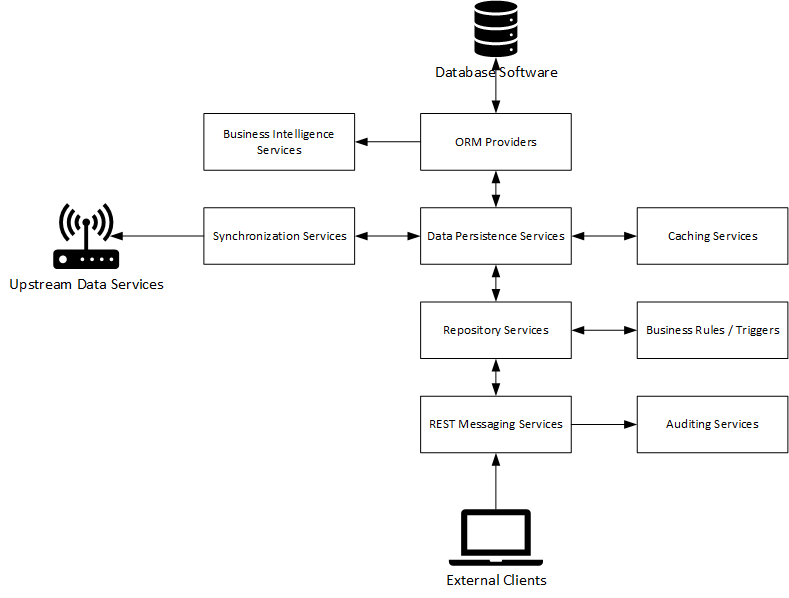 Database Software
Business Intelligence
Services
ORM Providers
Synchronization Services
Data Persistence Services
Caching Services
Upstream Data Services
Repository Services
Business Rules / Triggers
REST Messaging Services
Auditing Services
External Clients